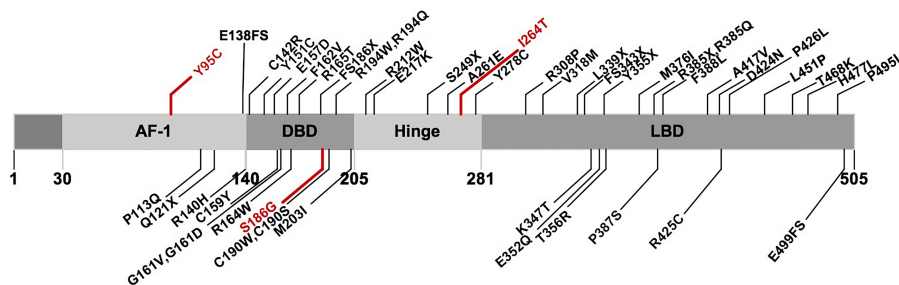 E138FS
Y95C
C142R
Y151C
E157D
F162V
R165T
FS186X
R194W,R194Q
R212W
E217K
S249X
A261E
I264T
Y278C
R308P
V318M
L339X
FS343X
Y355X
M376I
R385X,R385Q
F388L
A417V
D424N
P426L
L451P
T468K
H477L
P495L
AF-1
DBD
Hinge
LBD
1
30
140
205
281
505
P113Q
Q121X
R140H
C159Y
G161V,G161D
R164W
S186G
C190W,C190S
M203I
K347T
E352Q
T356R
P387S
R425C
E499FS